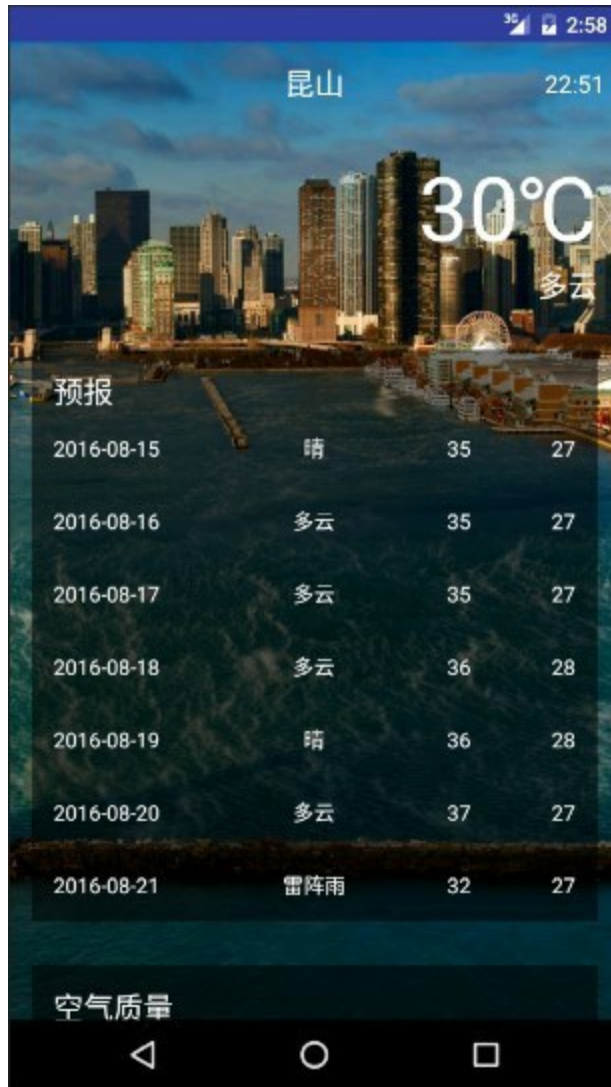 3G 2:58
昆山 22:51
30℃
多云
预报
2016-08-15 晴 35 27
2016-08-16 多云 35 27
2016-08-17 多云 35 27
2016-08-18 多云 36 28
2016-08-19 晴 36 28
2016-08-20 多云 37 27
2016-08-21 雷阵雨 32 27
空气质量